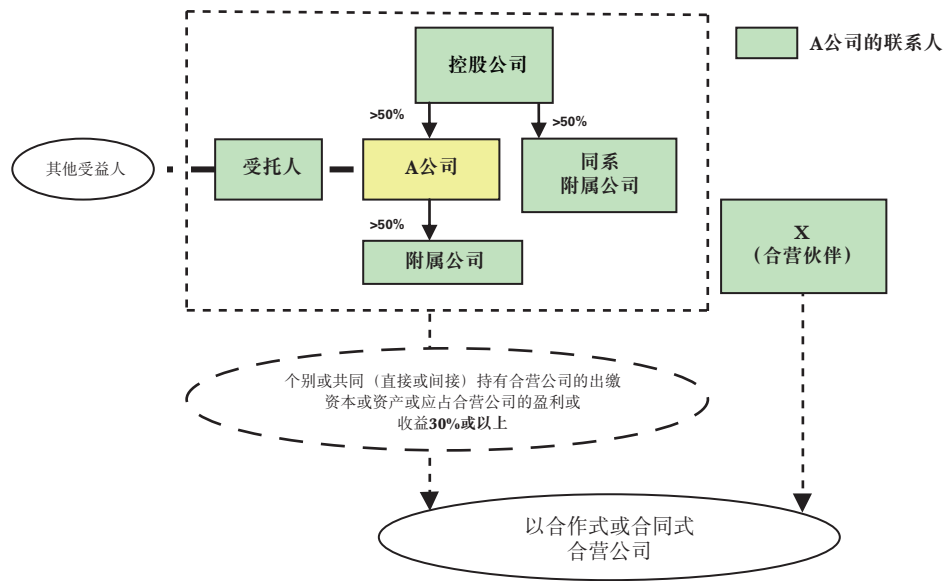 控股公司
A公司的联系人
>50%
>50%
其他受益人
受托人
A公司
同系
附属公司
>50%
附属公司
X
（合营伙伴）
个别或共同（直接或间接）持有合营公司的出缴
资本或资产或应占合营公司的盈利或
收益30%或以上
以合作式或合同式
合营公司